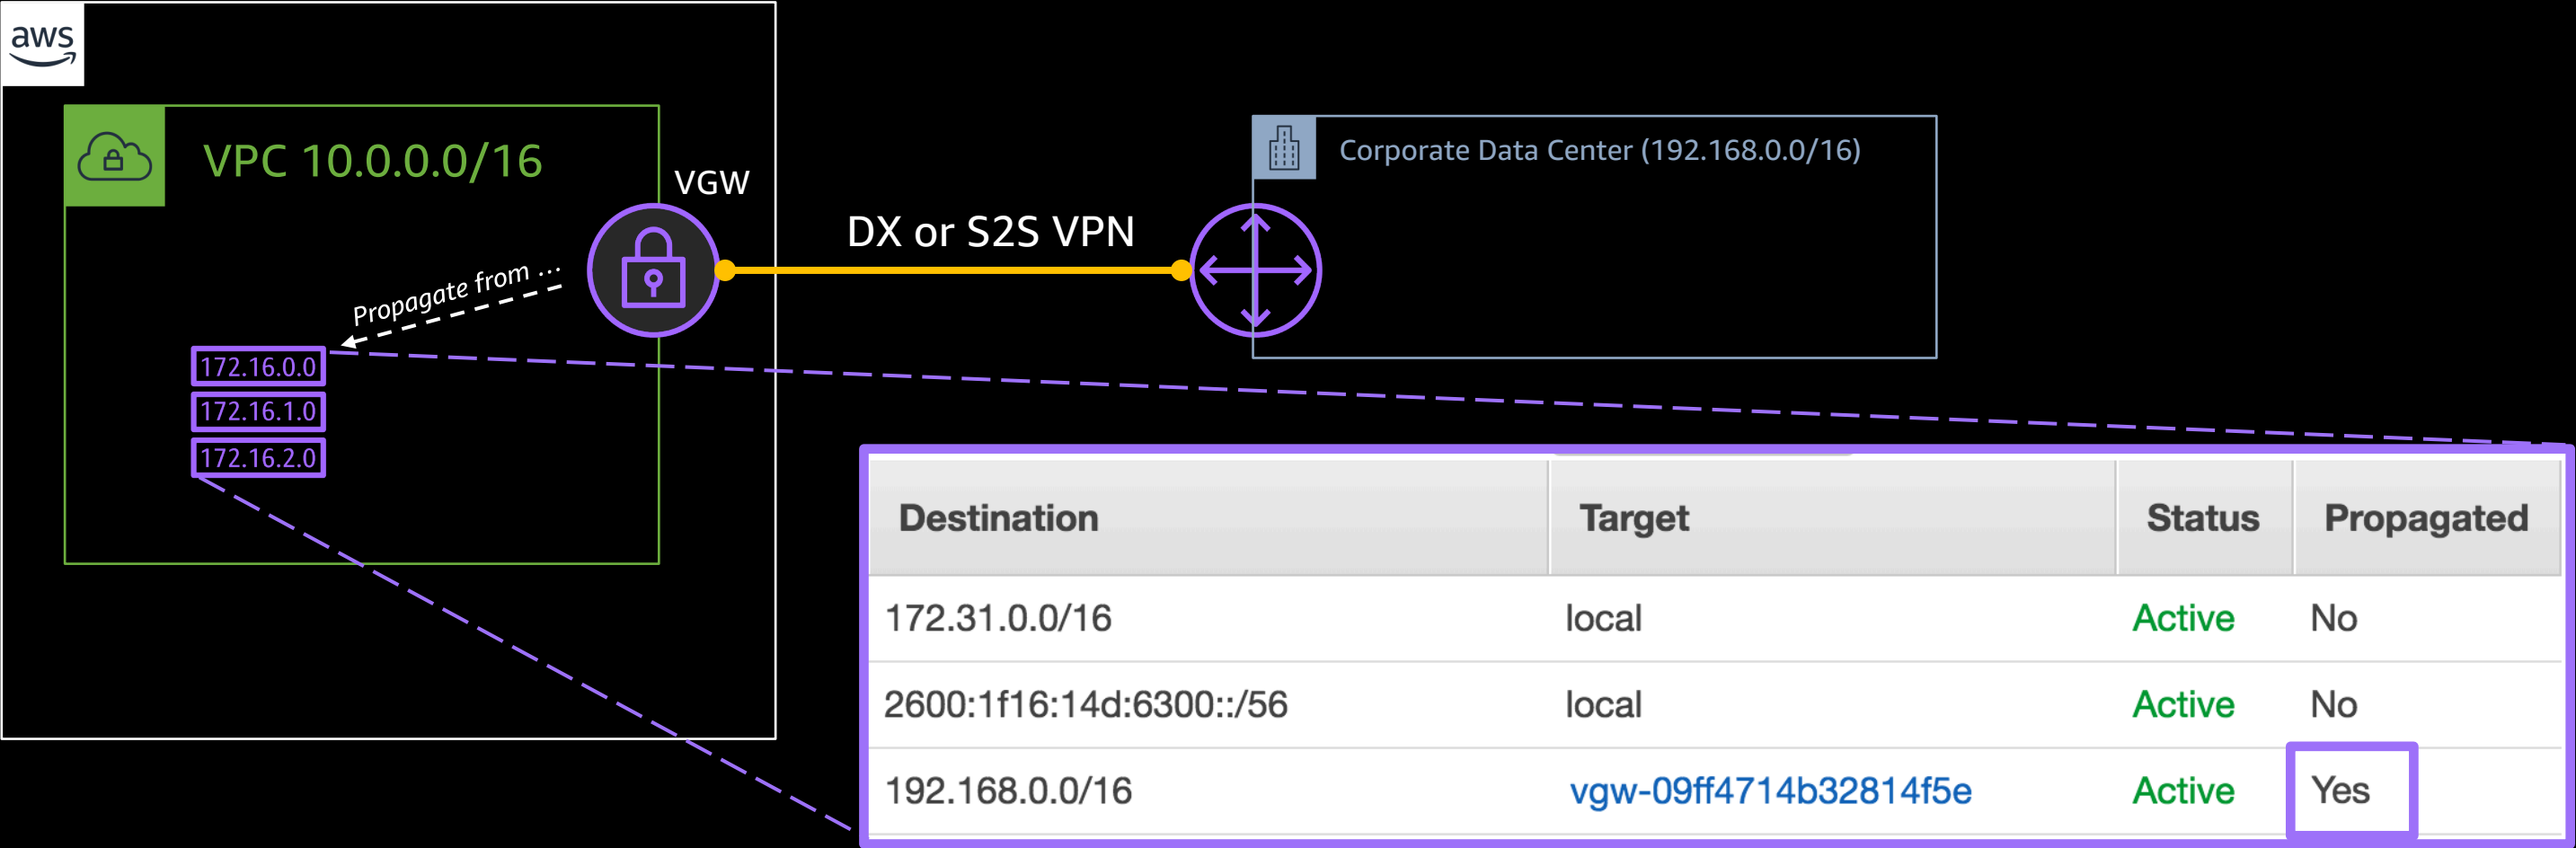 aws
VPC 10.0.0.0/16
VGW
DX or S2S VPN
Corporate Data Center (192.168.0.0/16)
Propagate from ...
172.16.0.0
172.16.1.0
172.16.2.0
Destination Target Status Propagated
172.31.0.0/16 local Active No
2600:1f16:14d:6300::/56 local Active No
192.168.0.0/16 vgw-09ff4714b32814f5e Active Yes